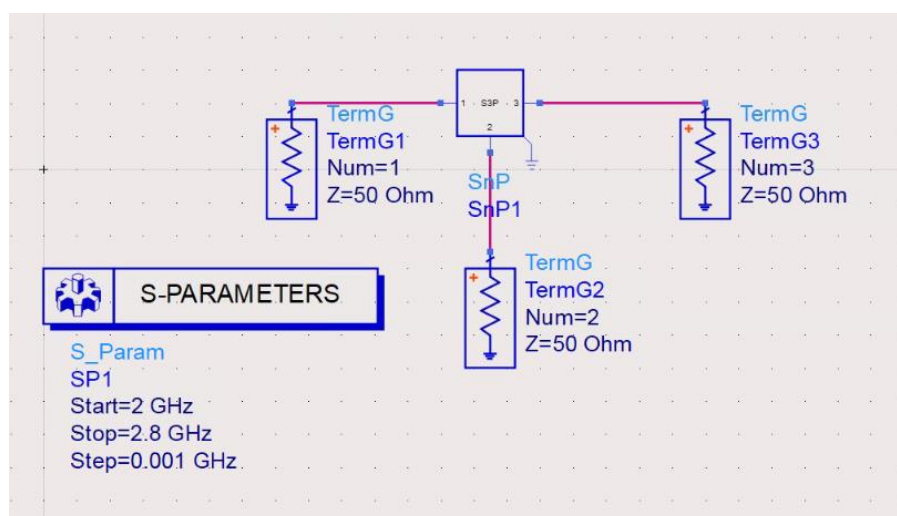 1 S3P 3
2
TermG
TermG1
Num=1
Z=50 Ohm
SnP
SnP1
TermG
TermG3
Num=3
Z=50 Ohm
TermG
TermG2
Num=2
Z=50 Ohm
S-PARAMETERS
S_Param
SP1
Start=2 GHz
Stop=2.8 GHz
Step=0.001 GHz